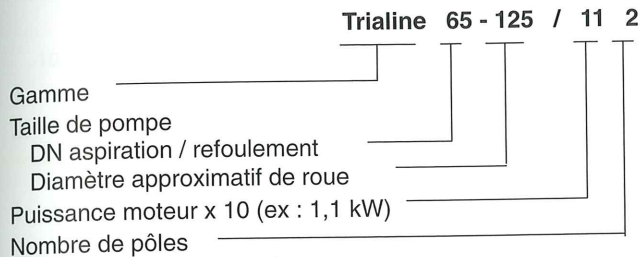 Trialine 65 - 125 / 11 2
Gamme
Taille de pompe
DN aspiration / refoulement
Diamètre approximatif de roue
Puissance moteur x 10 (ex : 1,1 kW)
Nombre de pôles